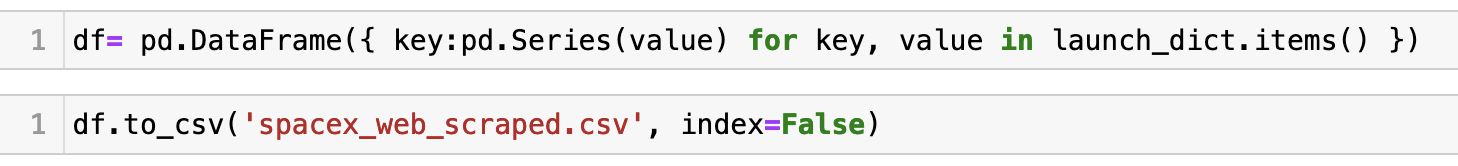 1 df= pd.DataFrame({ key:pd.Series(value) for key, value in launch_dict.items() })
1 df.to_csv('spacex_web_scraped.csv', index=False)